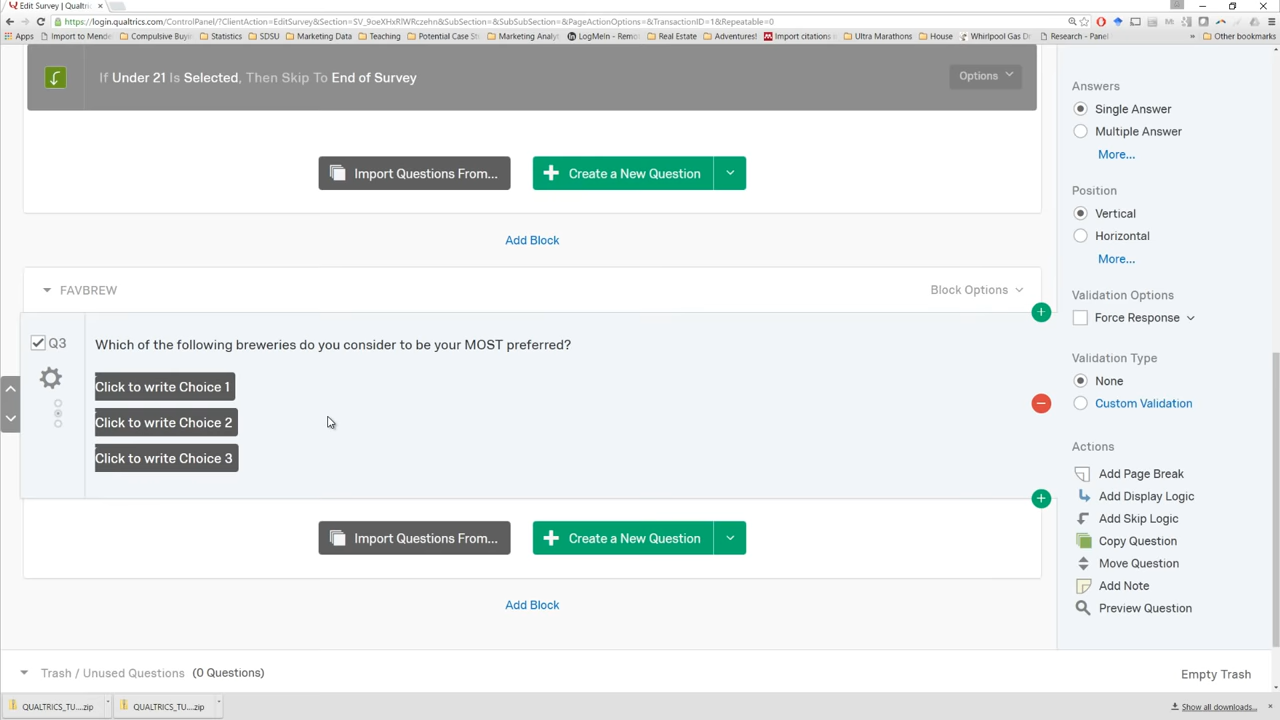 Edit Survey | Qualtri
https://login.qualtrics.com/ControlPanel/?ClientAction=EditSurvey&Section=SV_9oeXHxRlWRczehn&SubSection=&SubSubSection=&PageActionOptions=&TransactionID=1&Repeatable=0
Apps
Import to Mende
Compulsive Buyi
Statistics
SDSU
Marketing Data
Teaching
Potential Case St
Marketing Analy
LogMeIn - Remo
Real Estate
Adventures!
Import citations i
Ultra Marathons
House
Whirlpool Gas D
Research - Panel
Other bookmarks
If Under 21 Is Selected, Then Skip To End of Survey
Options
Import Questions From...
Create a New Question
Add Block
FAVBREW
Block Options
Q3
Which of the following breweries do you consider to be your MOST preferred?
Click to write Choice 1
Click to write Choice 2
Click to write Choice 3
Import Questions From...
Create a New Question
Add Block
Trash / Unused Questions (0 Questions)
Empty Trash
Answers
Single Answer
Multiple Answer
More...
Position
Vertical
Horizontal
More...
Validation Options
Force Response
Validation Type
None
Custom Validation
Actions
Add Page Break
Add Display Logic
Add Skip Logic
Copy Question
Move Question
Add Note
Preview Question
QUALTRICS_TU....zip
QUALTRICS_TU....zip
Show all downloads...